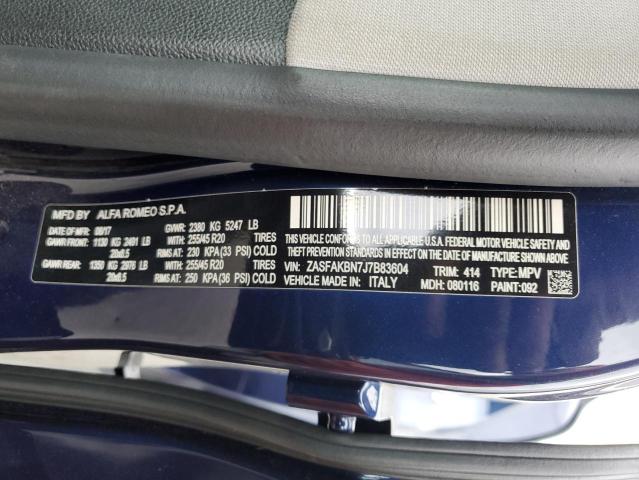 MFD BY ALFA ROMEO S.P.A.
DATE OF MFD: 08/17 GVWR: 2380 KG 5247 LB
GAWR FRONT: 1130 KG 2491 LB WITH: 255/45 R20 TIRES
20x8.5 RIMS AT: 230 KPA (33 PSI) COLD
GAWR REAR: 1350 KG 2976 LB WITH: 255/45 R20 TIRES
20x8.5 RIMS AT: 250 KPA (36 PSI) COLD
THIS VEHICLE CONFORMS TO ALL APPLICABLE U.S.A. FEDERAL MOTOR VEHICLE SAFETY AND
THEFT PREVENTION STANDARDS IN EFFECT ON THE DATE OF MANUFACTURE SHOWN ABOVE.
VIN: ZASFAKBN7J7B83604 TRIM: 414 TYPE: MPV
VEHICLE MADE IN: ITALY MDH: 080116 PAINT: 092